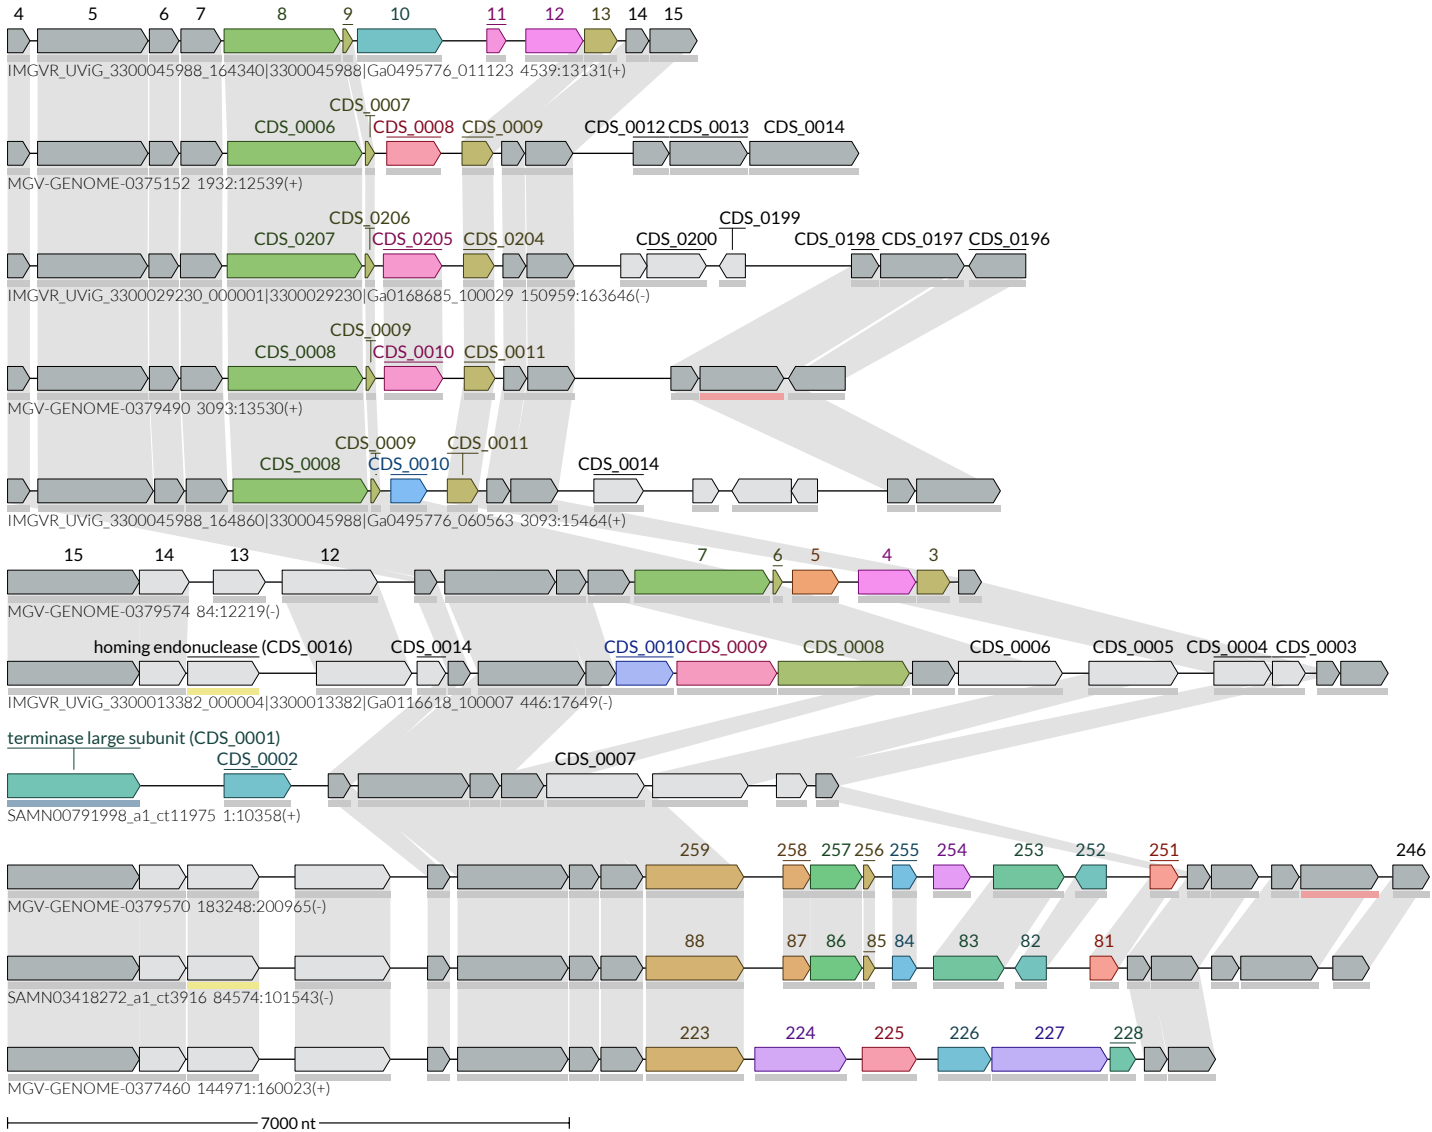 4 5 6 7 8 9 10 11 12 13 14 15
IMGVR_UViG_3300045988_164340|3300045988|Ga0495776_011123 4539:13131(+)
CDS_0007
CDS_0006 CDS_0008 CDS_0009 CDS_0012 CDS_0013 CDS_0014
MGV-GENOME-0375152 1932:12539(+)
CDS_0206 CDS_0199
CDS_0207 CDS_0205 CDS_0204 CDS_0200 CDS_0198 CDS_0197 CDS_0196
IMGVR_UViG_3300029230_000001|3300029230|Ga0168685_100029 150959:163646(-)
CDS_0009
CDS_0008 CDS_0010 CDS_0011
MGV-GENOME-0379490 3093:13530(+)
CDS_0009 CDS_0011
CDS_0008 CDS_0010 CDS_0014
IMGVR_UViG_3300045988_164860|3300045988|Ga0495776_060563 3093:15464(+)
15 14 13 12 7 6 5 4 3
MGV-GENOME-0379574 84:12219(-)
homing endonuclease (CDS_0016) CDS_0014 CDS_0010 CDS_0009 CDS_0008 CDS_0006 CDS_0005 CDS_0004 CDS_0003
IMGVR_UViG_3300013382_000004|3300013382|Ga0116618_100007 446:17649(-)
terminase large subunit (CDS_0001)
CDS_0002 CDS_0007
SAMN00791998_a1_ct11975 1:10358(+)
259 258 257 256 255 254 253 252 251 246
MGV-GENOME-0379570 183248:200965(-)
88 87 86 85 84 83 82 81
SAMN03418272_a1_ct3916 84574:101543(-)
223 224 225 226 227 228
MGV-GENOME-0377460 144971:160023(+)
7000 nt